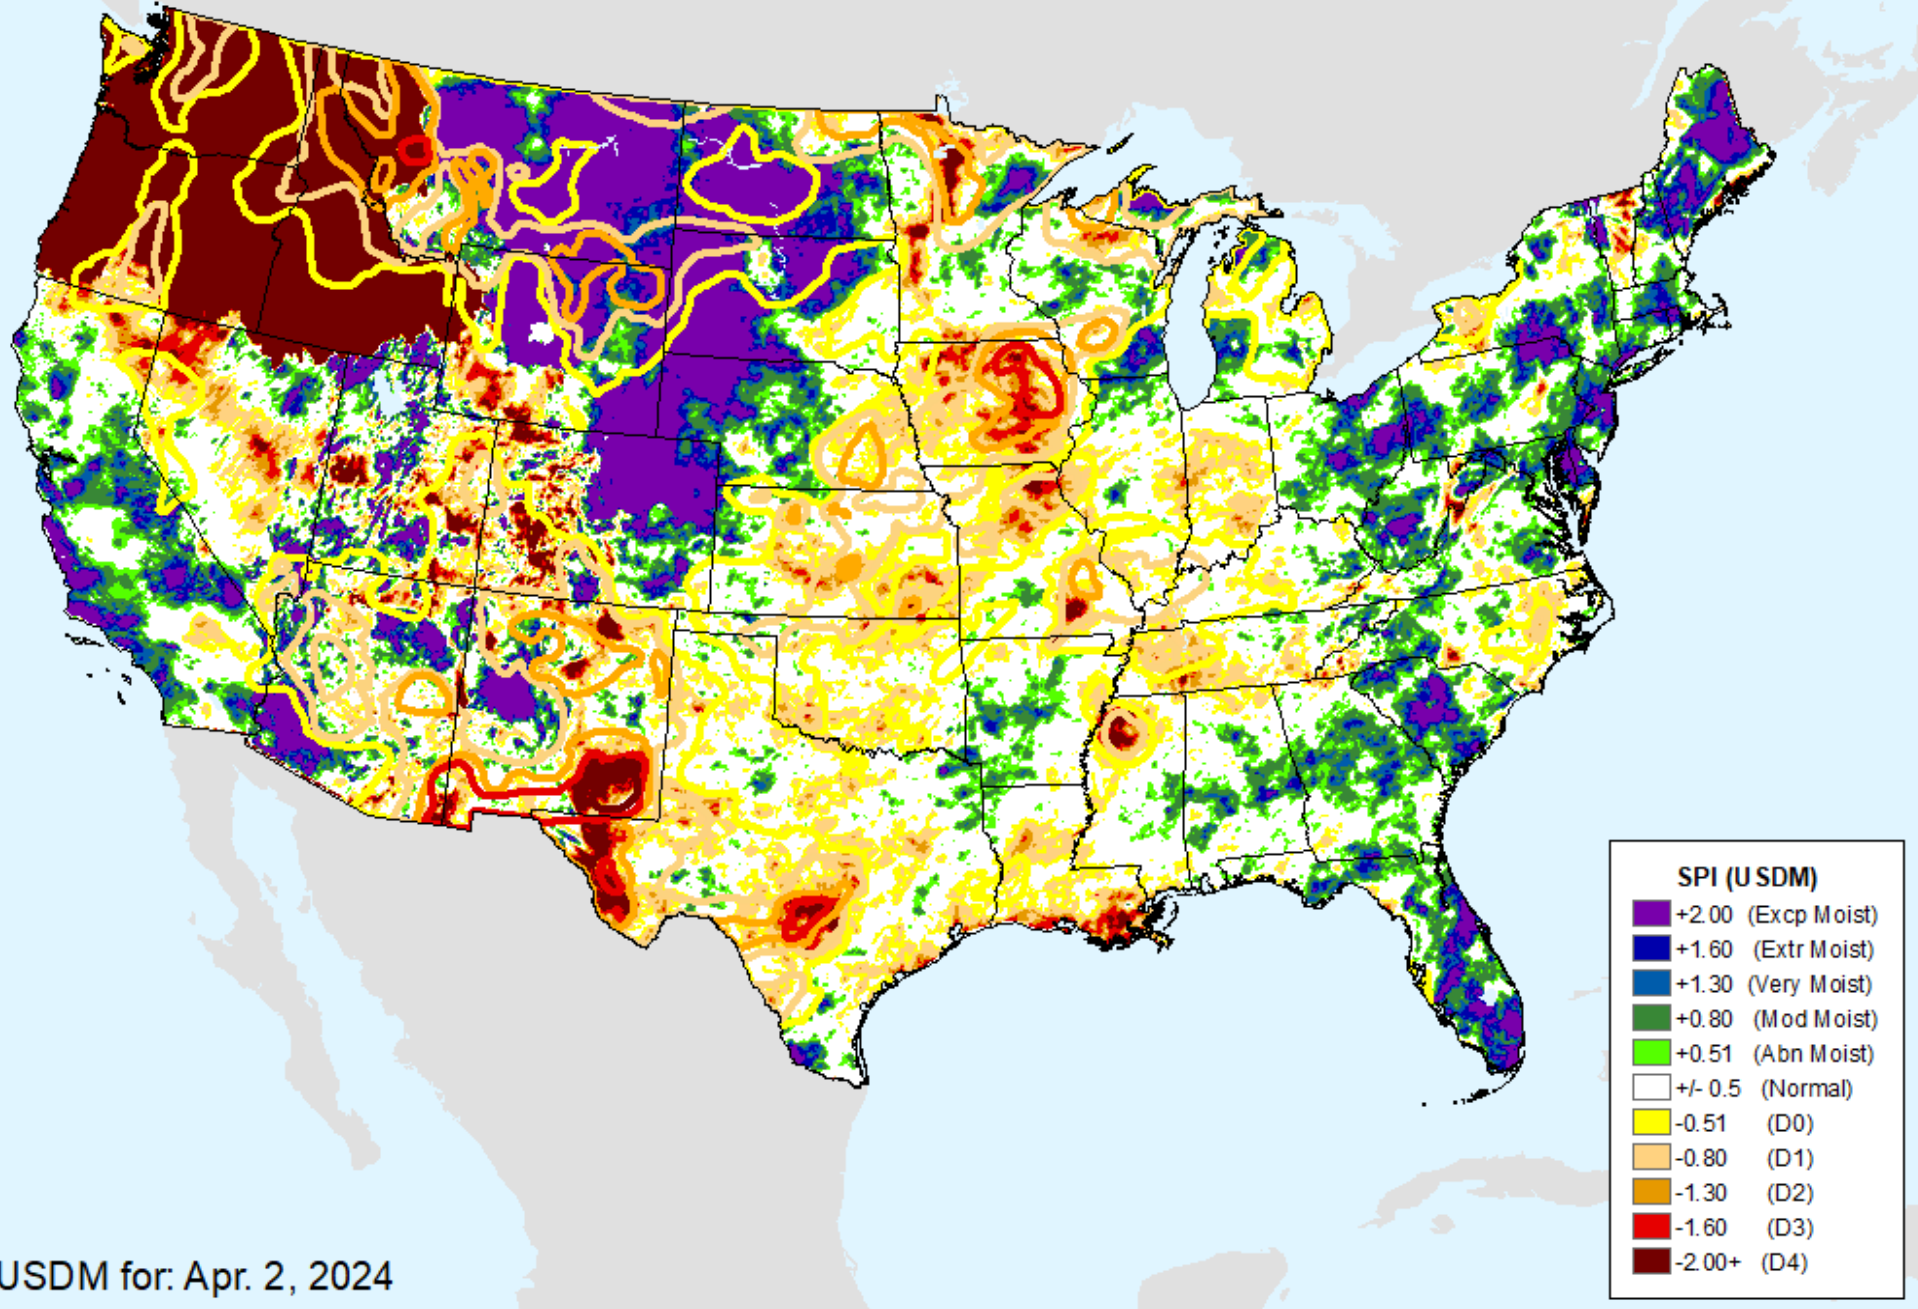 SPI (USDM)
+2.00 (Excp Moist)
+1.60 (Extr Moist)
+1.30 (Very Moist)
+0.80 (Mod Moist)
+0.51 (Abn Moist)
+/- 0.5 (Normal)
-0.51 (D0)
-0.80 (D1)
-1.30 (D2)
-1.60 (D3)
-2.00+ (D4)
USDM for: Apr. 2, 2024